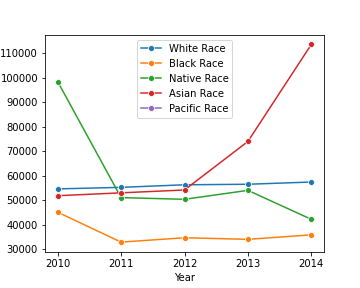 White Race
Black Race
Native Race
Asian Race
Pacific Race
110000
100000
90000
80000
70000
60000
50000
40000
30000
2010 2011 2012 2013 2014
Year